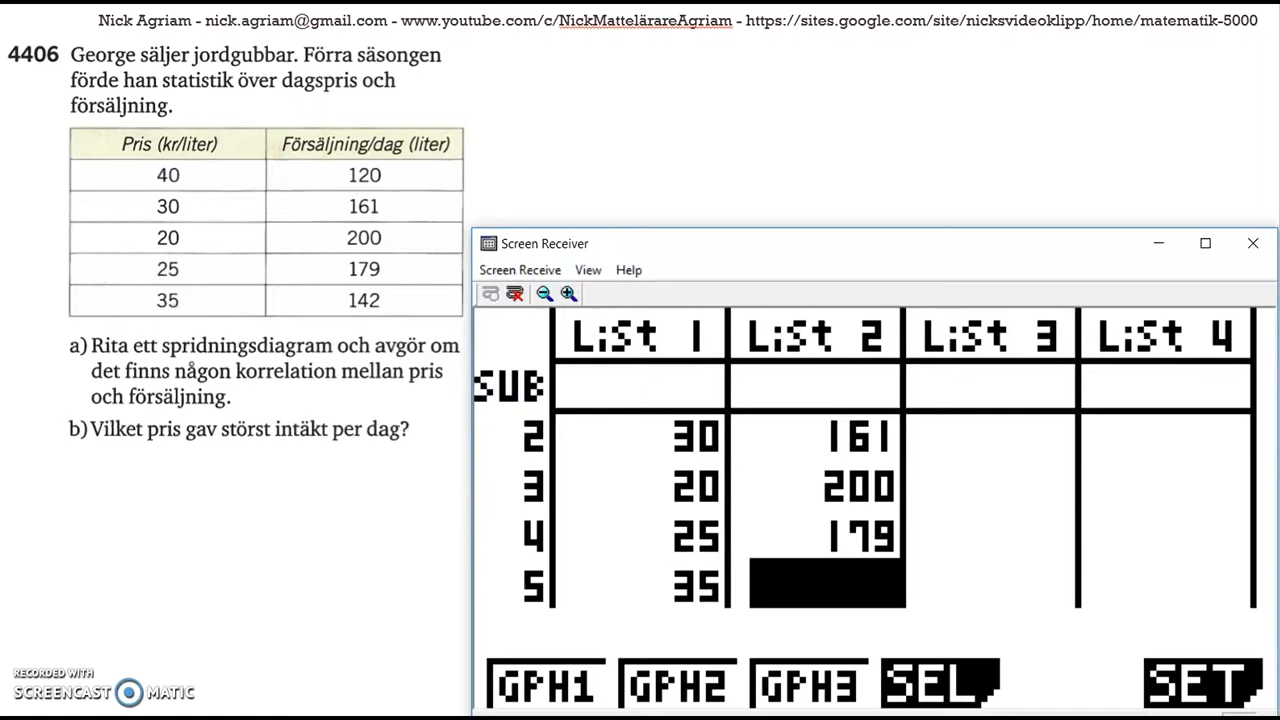 Nick Agriam - nick.agriam@gmail.com - www.youtube.com/c/NickMattelärareAgriam - https://sites.google.com/site/nicksvideoklipp/home/matematik-5000
4406 George säljer jordgubbar. Förra säsongen
förde han statistik över dagspris och
försäljning.
Pris (kr/liter) Försäljning/dag (liter)
40 120
30 161
20 200
25 179
35 142
a) Rita ett spridningsdiagram och avgör om
det finns någon korrelation mellan pris
och försäljning.
b) Vilket pris gav störst intäkt per dag?
Screen Receiver
Screen Receive View Help
LiSt 1 LiSt 2 LiSt 3 LiSt 4
SUB
2 30 161
3 20 200
4 25 179
5 35
GPH1 GPH2 GPH3 SEL SET
RECORDED WITH
SCREENCAST MATIC